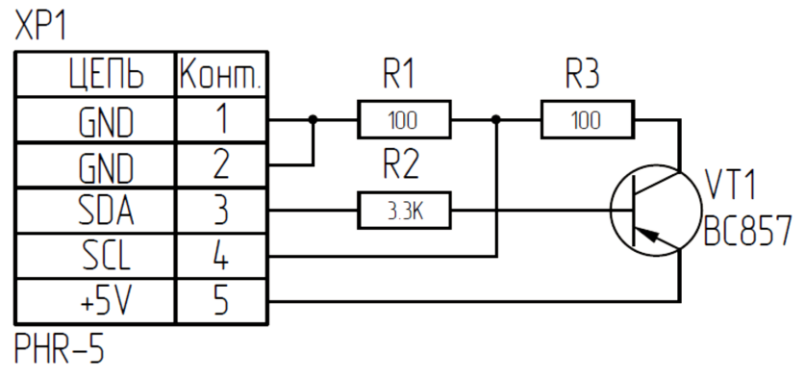 XP1
ЦЕПЬ Конт.
GND 1
GND 2
SDA 3
SCL 4
+5V 5
PHR-5
R1
100
R2
3.3K
R3
100
VT1
BC857